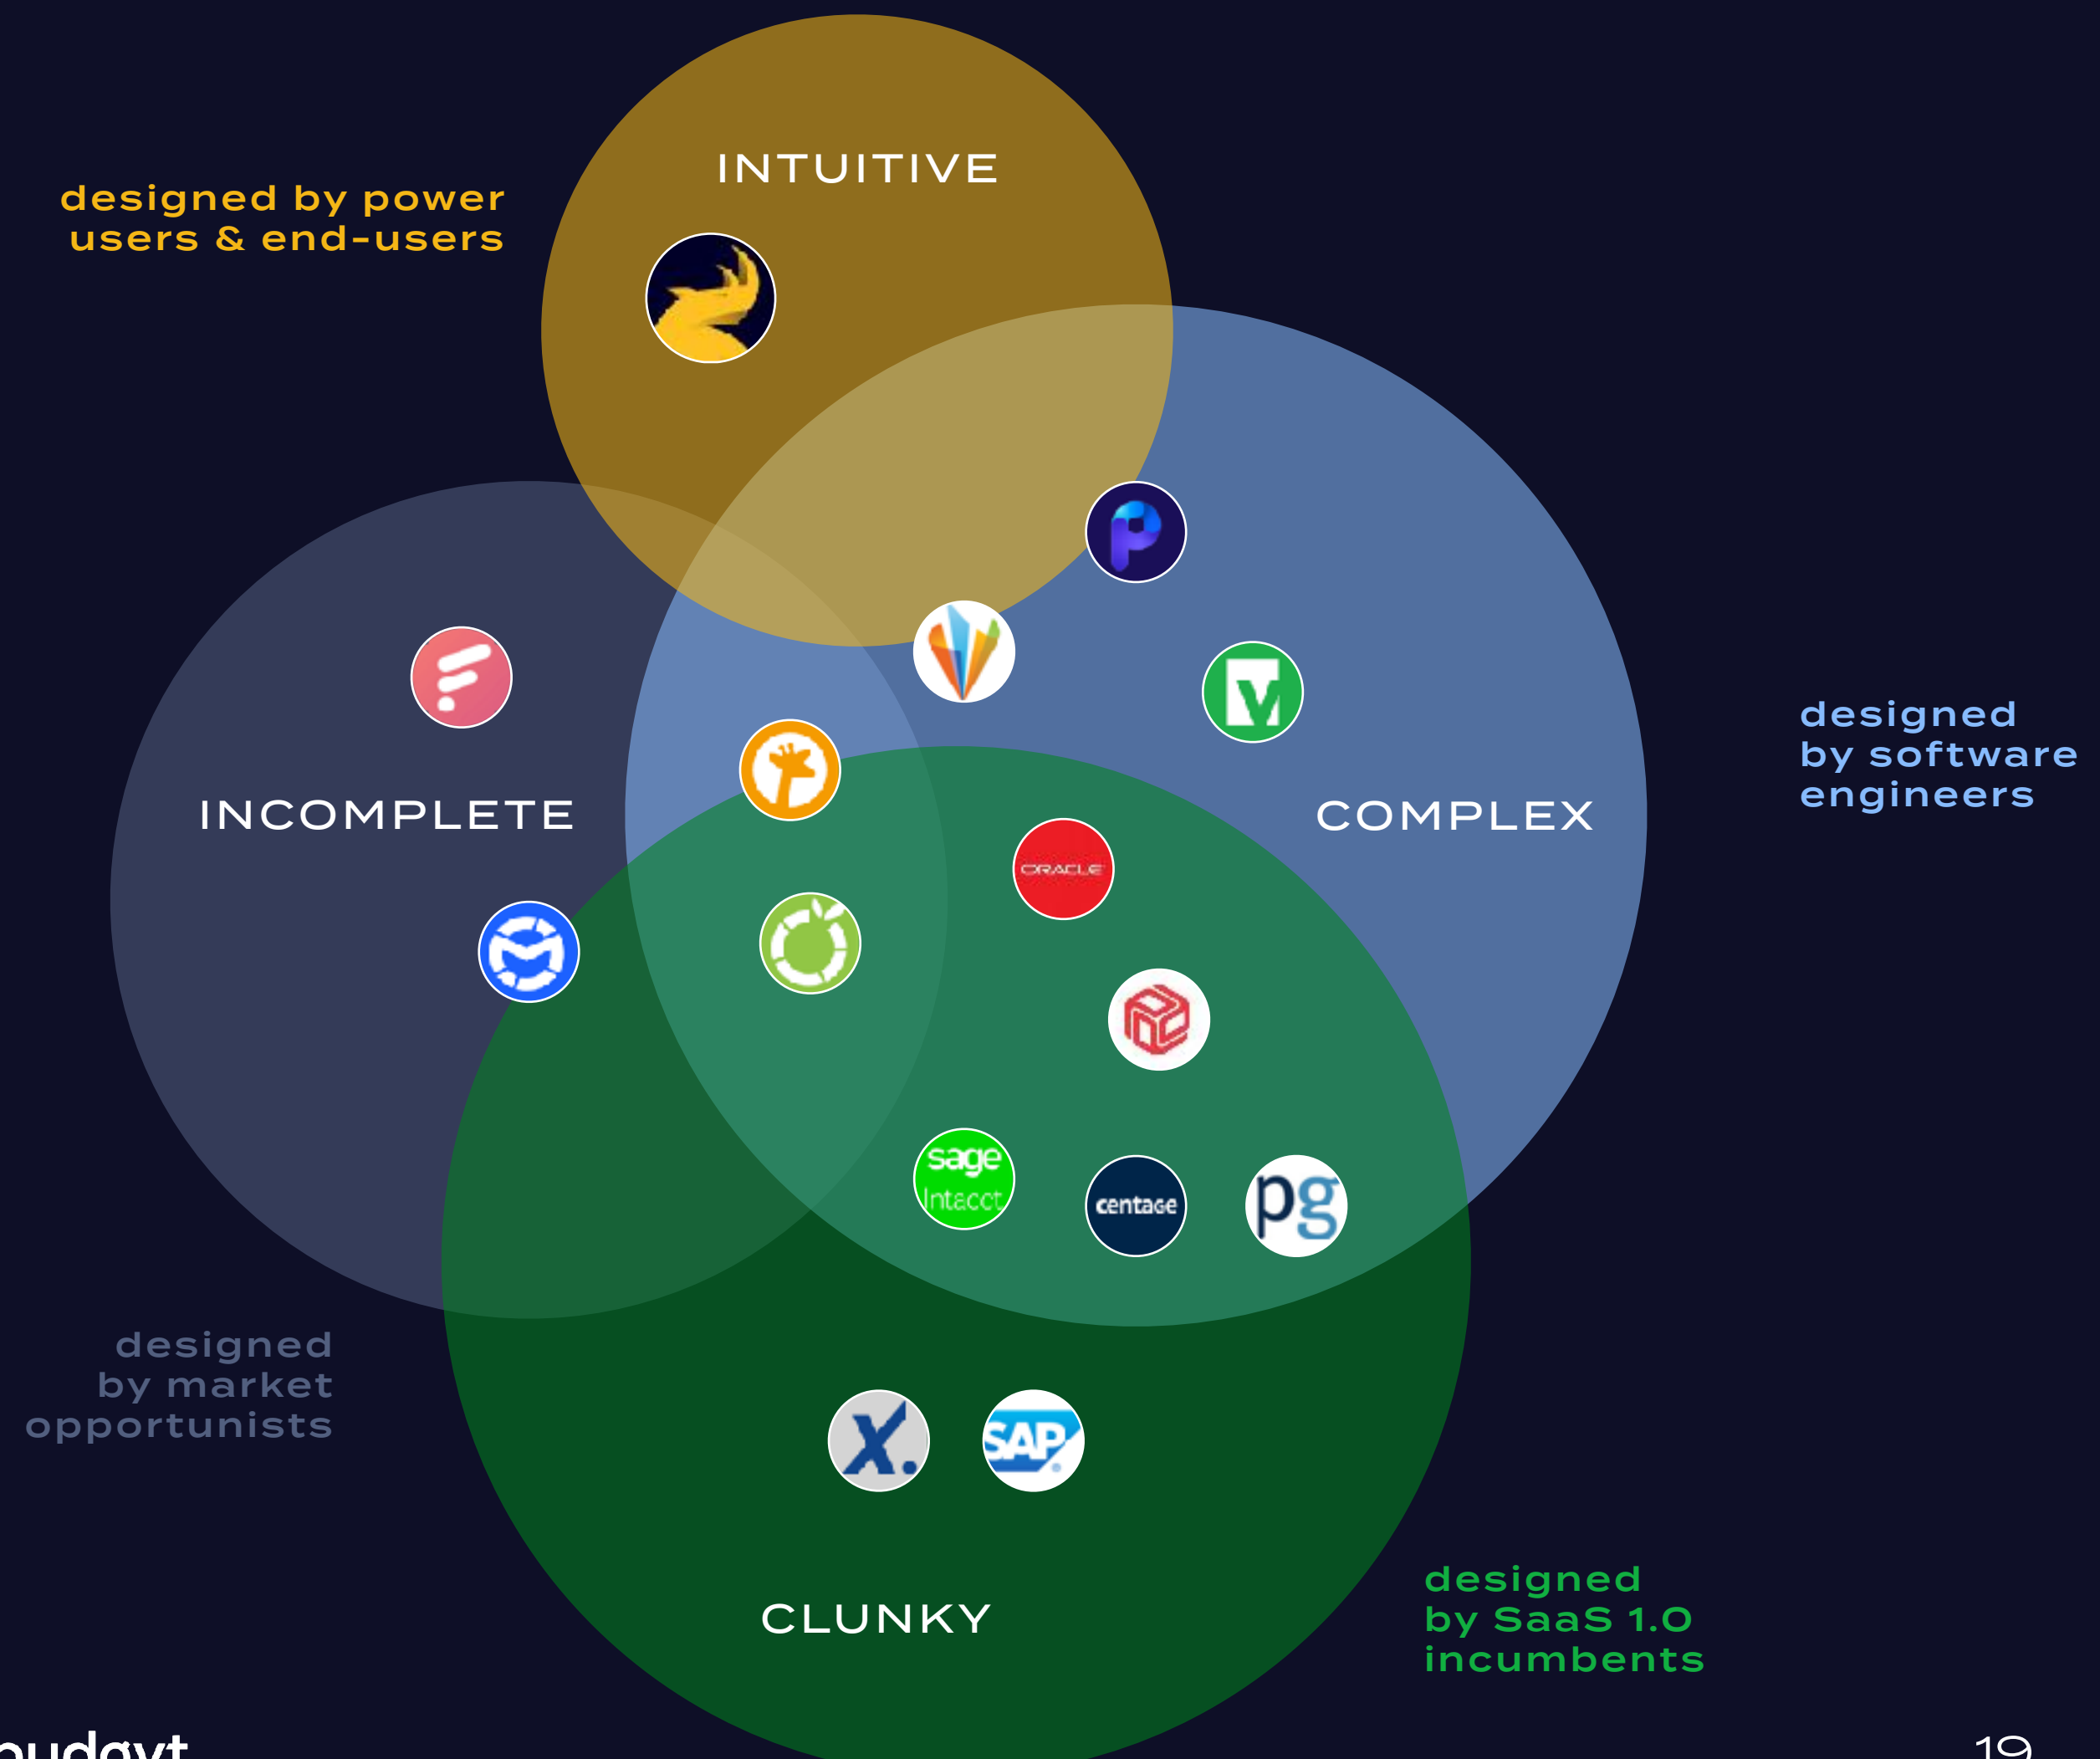 INTUITIVE
designed by power
users & end-users
designed
by software
engineers
INCOMPLETE
COMPLEX
ORACLE
sage
Intacct
centage
pg
designed
by market
opportunists
X.
SAP
designed
by SaaS 1.0
incumbents
CLUNKY
budgyt
19